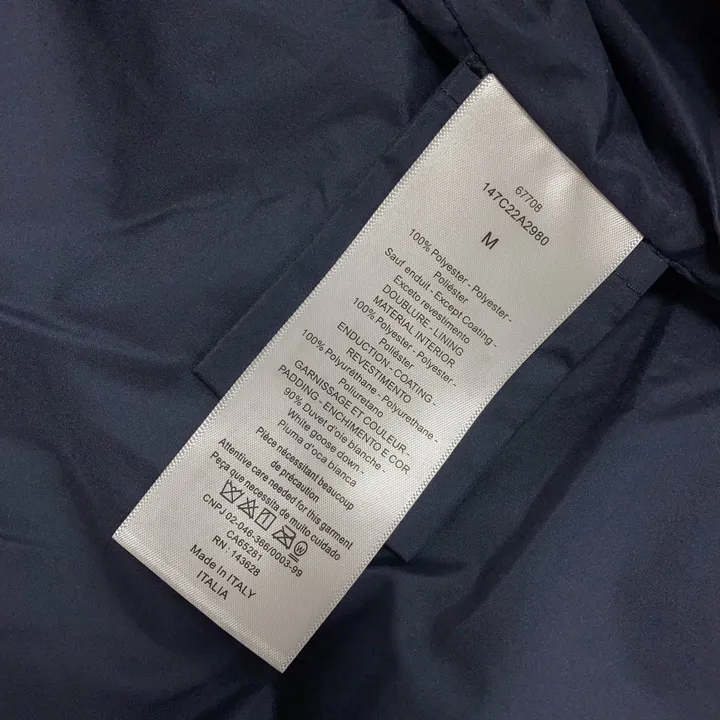 67708
147C22A2980
M
100% Polyester - Polyester -
Poliéster
Sauf enduit - Except Coating -
Exceto revestimento
DOUBLURE - LINING
MATERIAL INTERIOR
100% Polyester - Polyester -
Poliéster
ENDUCTION - COATING -
REVESTIMENTO
100% Polyuréthane - Polyurethane -
Poliuretano
GARNISSAGE ET COULEUR -
PADDING - ENCHIMENTO E COR
90% Duvet d'oie blanche -
White goose down -
Pluma d'oca blanca
Pièce nécessitant beaucoup
de précaution
Attentive care needed for this garment
Peça que necessita de muito cuidado
CNPJ 02-046-366/0003-99
CA65281
RN : 143628
Made In ITALY
ITALIA